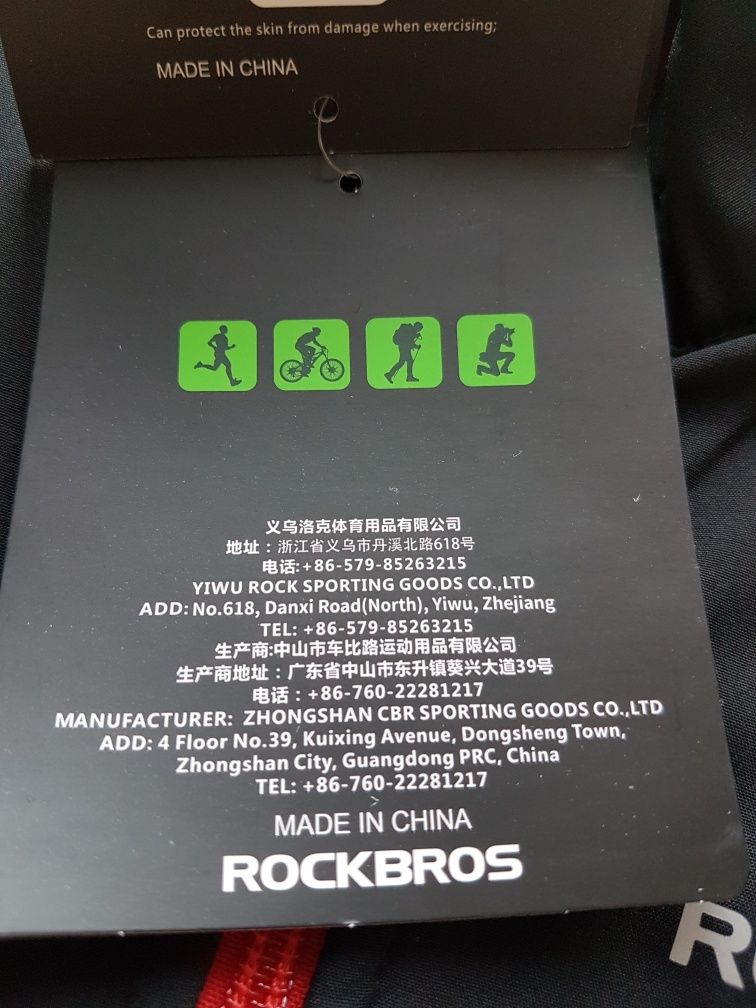 Can protect the skin from damage when exercising;
MADE IN CHINA
义乌洛克体育用品有限公司
地址：浙江省义乌市丹溪北路618号
电话:+86-579-85263215
YIWU ROCK SPORTING GOODS CO.,LTD
ADD: No.618, Danxi Road(North), Yiwu, Zhejiang
TEL: +86-579-85263215
生产商:中山市车比路运动用品有限公司
生产商地址：广东省中山市东升镇葵兴大道39号
电话：+86-760-22281217
MANUFACTURER: ZHONGSHAN CBR SPORTING GOODS CO.,LTD
ADD: 4 Floor No.39, Kuixing Avenue, Dongsheng Town,
Zhongshan City, Guangdong PRC, China
TEL: +86-760-22281217
MADE IN CHINA
ROCKBROS